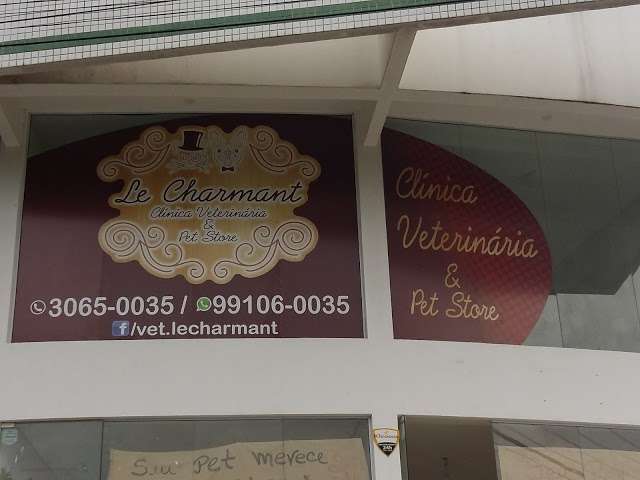 Le Charmant
Clínica Veterinária
&
Pet Store
3065-0035 / 99106-0035
f/vet.lecharmant
Clínica
Veterinária
&
Pet Store
Seu Pet merece